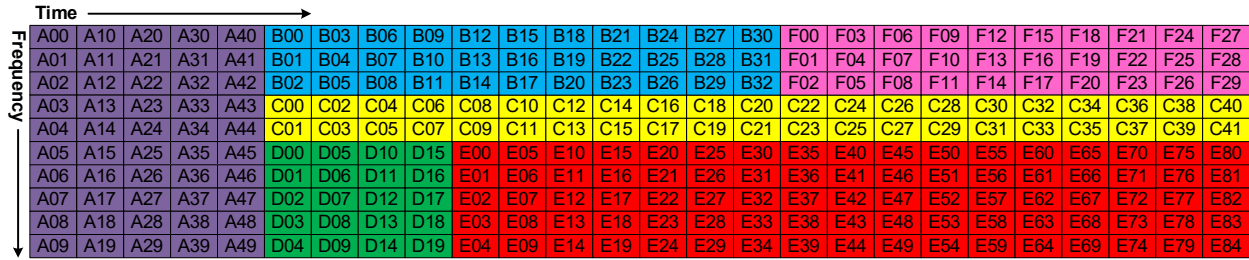 Time
Frequency
A00 A10 A20 A30 A40 B00 B03 B06 B09 B12 B15 B18 B21 B24 B27 B30 F00 F03 F06 F09 F12 F15 F18 F21 F24 F27
A01 A11 A21 A31 A41 B01 B04 B07 B10 B13 B16 B19 B22 B25 B28 B31 F01 F04 F07 F10 F13 F16 F19 F22 F25 F28
A02 A12 A22 A32 A42 B02 B05 B08 B11 B14 B17 B20 B23 B26 B29 B32 F02 F05 F08 F11 F14 F17 F20 F23 F26 F29
A03 A13 A23 A33 A43 C00 C02 C04 C06 C08 C10 C12 C14 C16 C18 C20 C22 C24 C26 C28 C30 C32 C34 C36 C38 C40
A04 A14 A24 A34 A44 C01 C03 C05 C07 C09 C11 C13 C15 C17 C19 C21 C23 C25 C27 C29 C31 C33 C35 C37 C39 C41
A05 A15 A25 A35 A45 D00 D05 D10 D15 E00 E05 E10 E15 E20 E25 E30 E35 E40 E45 E50 E55 E60 E65 E70 E75 E80
A06 A16 A26 A36 A46 D01 D06 D11 D16 E01 E06 E11 E16 E21 E26 E31 E36 E41 E46 E51 E56 E61 E66 E71 E76 E81
A07 A17 A27 A37 A47 D02 D07 D12 D17 E02 E07 E12 E17 E22 E27 E32 E37 E42 E47 E52 E57 E62 E67 E72 E77 E82
A08 A18 A28 A38 A48 D03 D08 D13 D18 E03 E08 E13 E18 E23 E28 E33 E38 E43 E48 E53 E58 E63 E68 E73 E78 E83
A09 A19 A29 A39 A49 D04 D09 D14 D19 E04 E09 E14 E19 E24 E29 E34 E39 E44 E49 E54 E59 E64 E69 E74 E79 E84